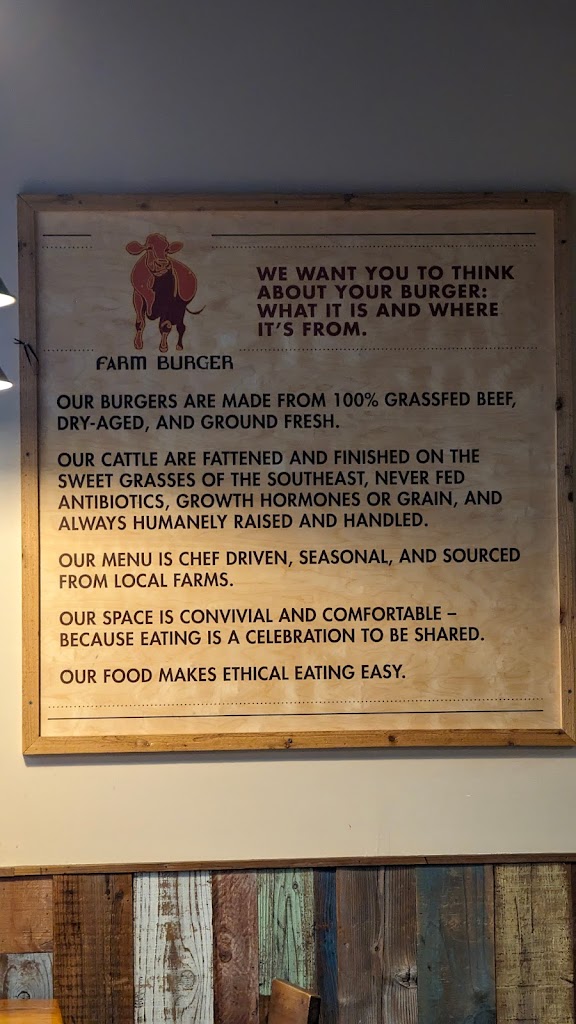 WE WANT YOU TO THINK
ABOUT YOUR BURGER:
WHAT IT IS AND WHERE
IT'S FROM.
FARM BURGER
OUR BURGERS ARE MADE FROM 100% GRASSFED BEEF,
DRY-AGED, AND GROUND FRESH.
OUR CATTLE ARE FATTENED AND FINISHED ON THE
SWEET GRASSES OF THE SOUTHEAST, NEVER FED
ANTIBIOTICS, GROWTH HORMONES OR GRAIN, AND
ALWAYS HUMANELY RAISED AND HANDLED.
OUR MENU IS CHEF DRIVEN, SEASONAL, AND SOURCED
FROM LOCAL FARMS.
OUR SPACE IS CONVIVIAL AND COMFORTABLE –
BECAUSE EATING IS A CELEBRATION TO BE SHARED.
OUR FOOD MAKES ETHICAL EATING EASY.